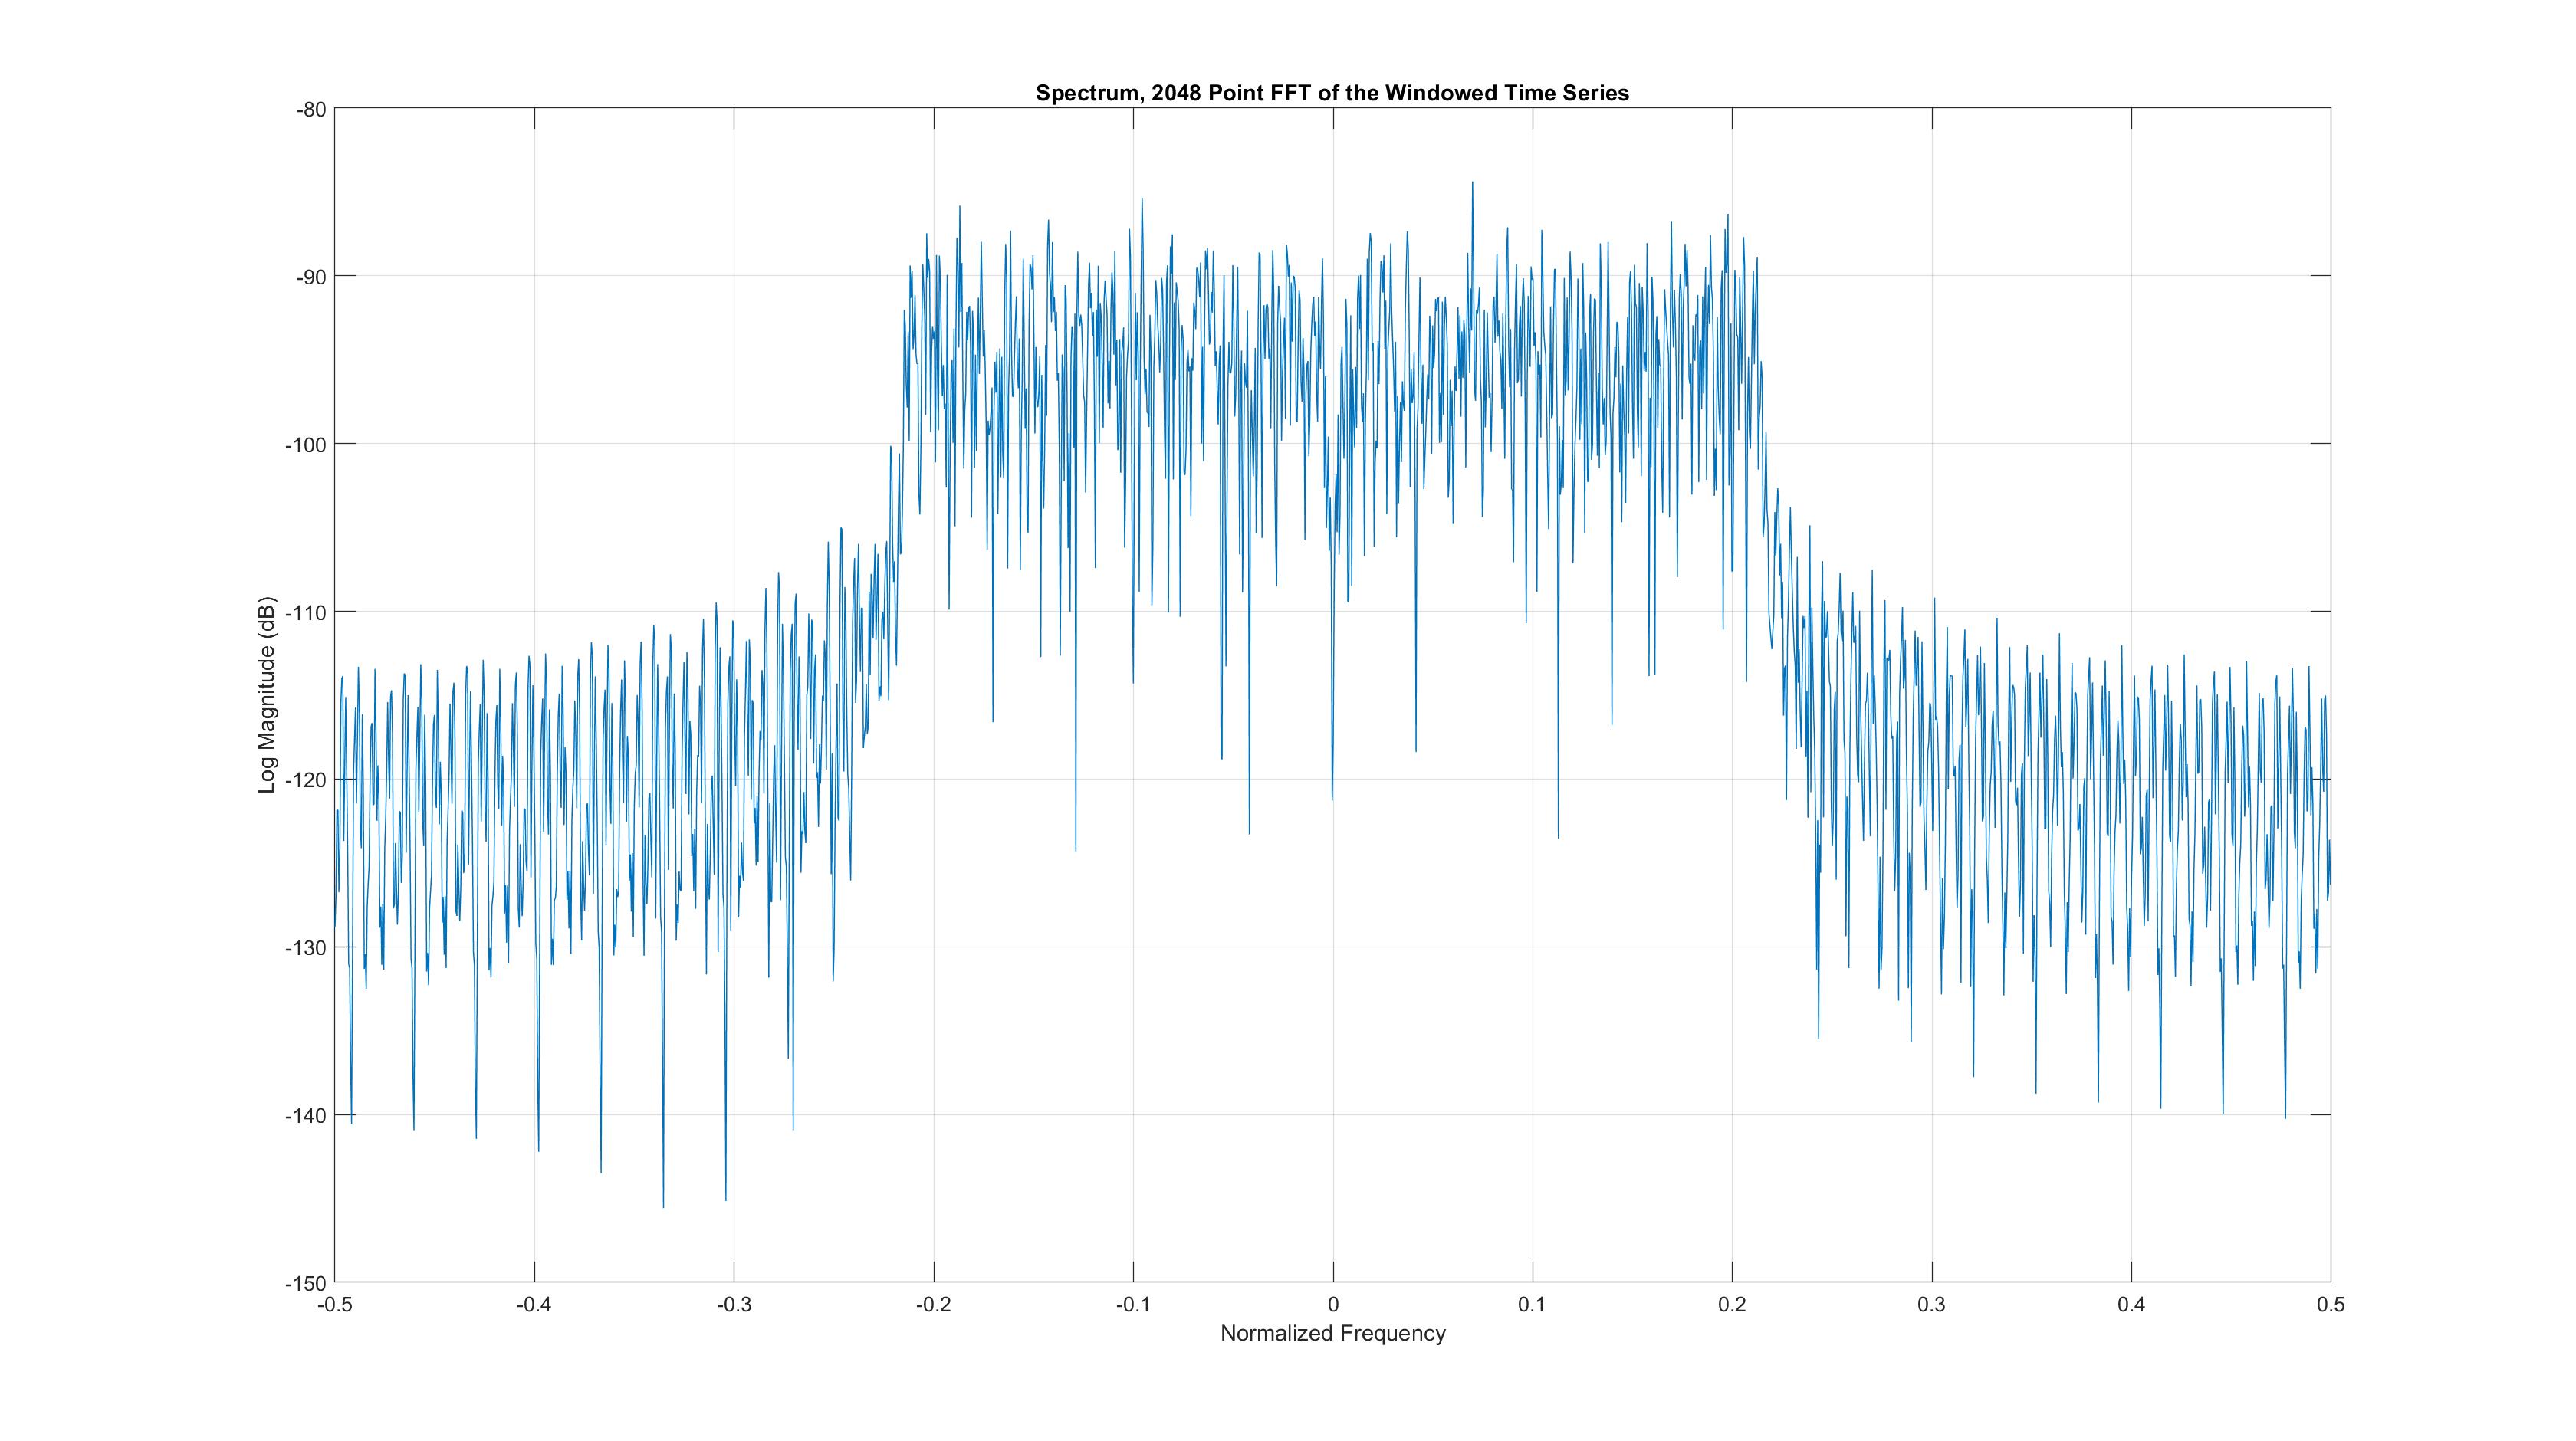 Spectrum, 2048 Point FFT of the Windowed Time Series
Log Magnitude (dB)
-80
-90
-100
-110
-120
-130
-140
-150
-0.5 -0.4 -0.3 -0.2 -0.1 0 0.1 0.2 0.3 0.4 0.5
Normalized Frequency